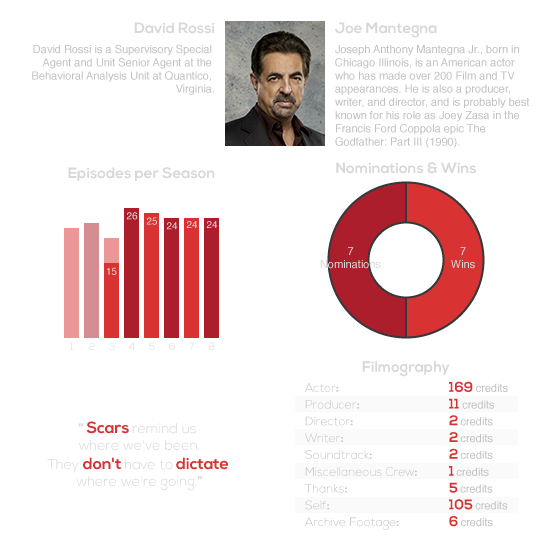 David Rossi
David Rossi is a Supervisory Special
Agent and Unit Senior Agent at the
Behavioral Analysis Unit at Quantico,
Virginia.
Joe Mantegna
Joseph Anthony Mantegna Jr., born in
Chicago Illinois, is an American actor
who has made over 200 Film and TV
appearances. He is also a producer,
writer, and director, and is probably best
known for his role as Joey Zasa in the
Francis Ford Coppola epic The
Godfather: Part III (1990).
Episodes per Season
15
26
25
24
24
24
1 2 3 4 5 6 7 8
Nominations & Wins
7
Nominations
7
Wins
“ Scars remind us
where we've been.
They don't have to dictate
where we're going.”
Filmography
Actor: 169 credits
Producer: 11 credits
Director: 2 credits
Writer: 2 credits
Soundtrack: 2 credits
Miscellaneous Crew: 1 credits
Thanks: 5 credits
Self: 105 credits
Archive Footage: 6 credits